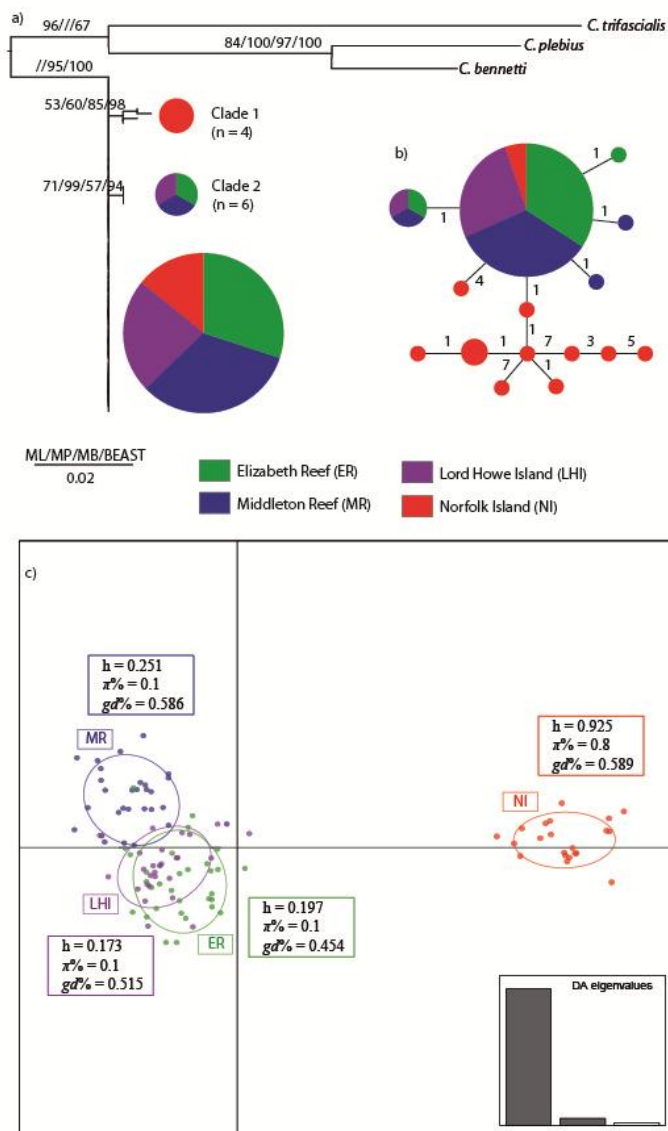 a)
96///67
C. trifascialis
84/100/97/100
C. plebius
//95/100
C. bennetti
53/60/85/98
Clade 1
(n = 4)
71/99/57/94
Clade 2
(n = 6)
b)
1
1
1
1
1
4
1
1
1
7
3
5
7
1
ML/MP/MB/BEAST
0.02
Elizabeth Reef (ER)
Lord Howe Island (LHI)
Middleton Reef (MR)
Norfolk Island (NI)
c)
h = 0.251
π% = 0.1
gd% = 0.586
MR
h = 0.925
π% = 0.8
gd% = 0.589
NI
LHI
ER
h = 0.197
π% = 0.1
gd% = 0.454
h = 0.173
π% = 0.1
gd% = 0.515
DA eigenvalues